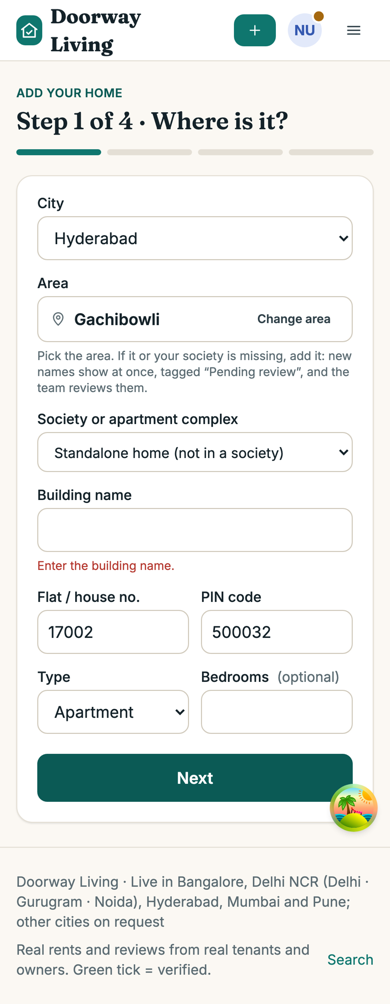 Doorway
Living
+
NU
ADD YOUR HOME
Step 1 of 4 · Where is it?
City
Hyderabad
Area
Gachibowli
Change area
Pick the area. If it or your society is missing, add it: new
names show at once, tagged “Pending review”, and the
team reviews them.
Society or apartment complex
Standalone home (not in a society)
Building name
Enter the building name.
Flat / house no.
PIN code
17002
500032
Type
Bedrooms (optional)
Apartment
Next
Doorway Living · Live in Bangalore, Delhi NCR (Delhi ·
Gurugram · Noida), Hyderabad, Mumbai and Pune;
other cities on request
Real rents and reviews from real tenants and
owners. Green tick = verified.
Search